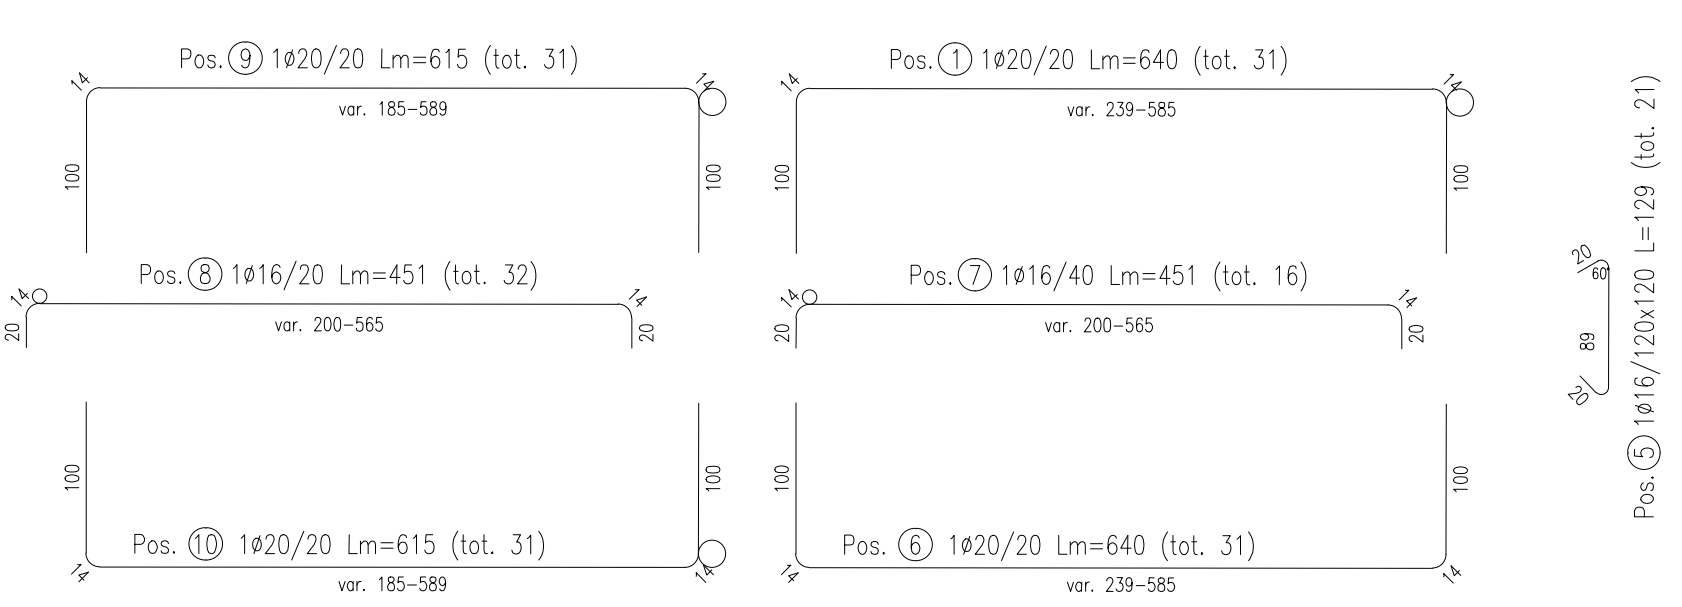 Pos. 9 1ø20/20 Lm=615 (tot. 31)
14
14
var. 185-589
100
100
Pos. 1 1ø20/20 Lm=640 (tot. 31)
14
14
var. 239-585
100
100
Pos. 8 1ø16/20 Lm=451 (tot. 32)
14
14
var. 200-565
20
20
Pos. 7 1ø16/40 Lm=451 (tot. 16)
14
14
var. 200-565
20
20
100
100
Pos. 10 1ø20/20 Lm=615 (tot. 31)
14
14
var. 185-589
100
100
Pos. 6 1ø20/20 Lm=640 (tot. 31)
14
14
var. 239-585
20
60
89
20
Pos. 5 1ø16/120x120 L=129 (tot. 21)